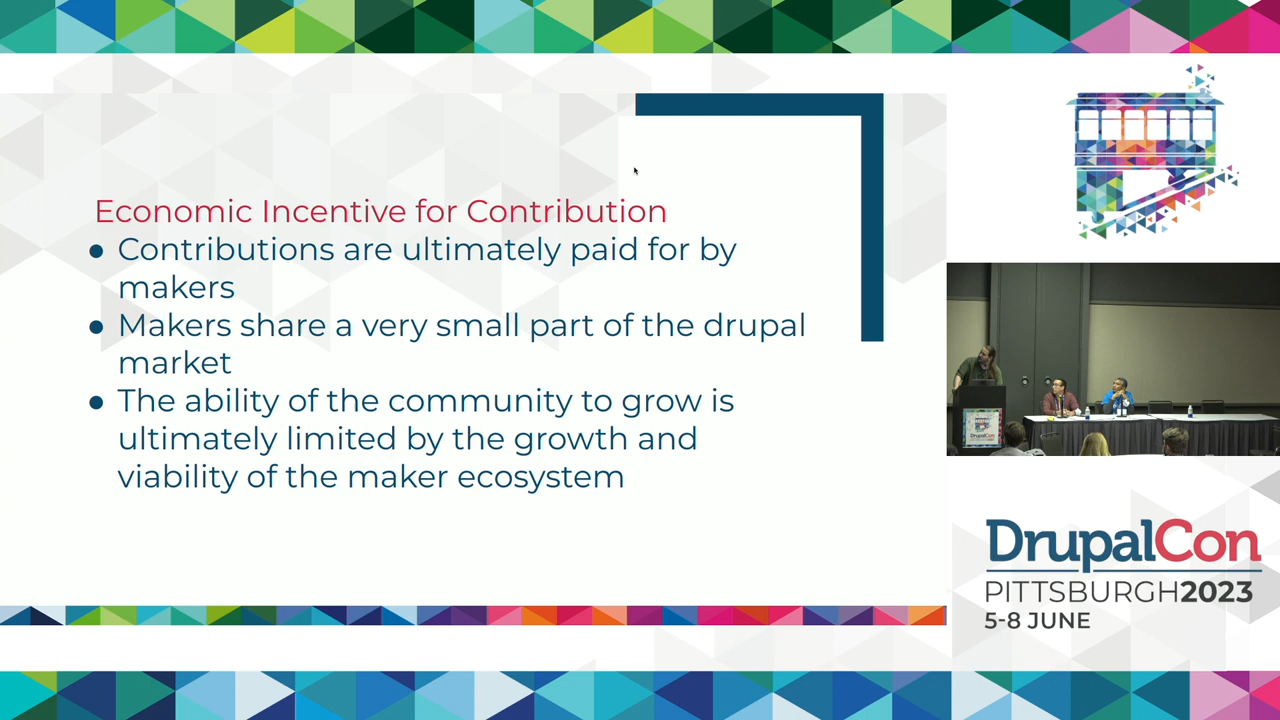 Economic Incentive for Contribution
● Contributions are ultimately paid for by
makers
● Makers share a very small part of the drupal
market
● The ability of the community to grow is
ultimately limited by the growth and
viability of the maker ecosystem
DrupalCon
DrupalCon
PITTSBURGH2023
5-8 JUNE